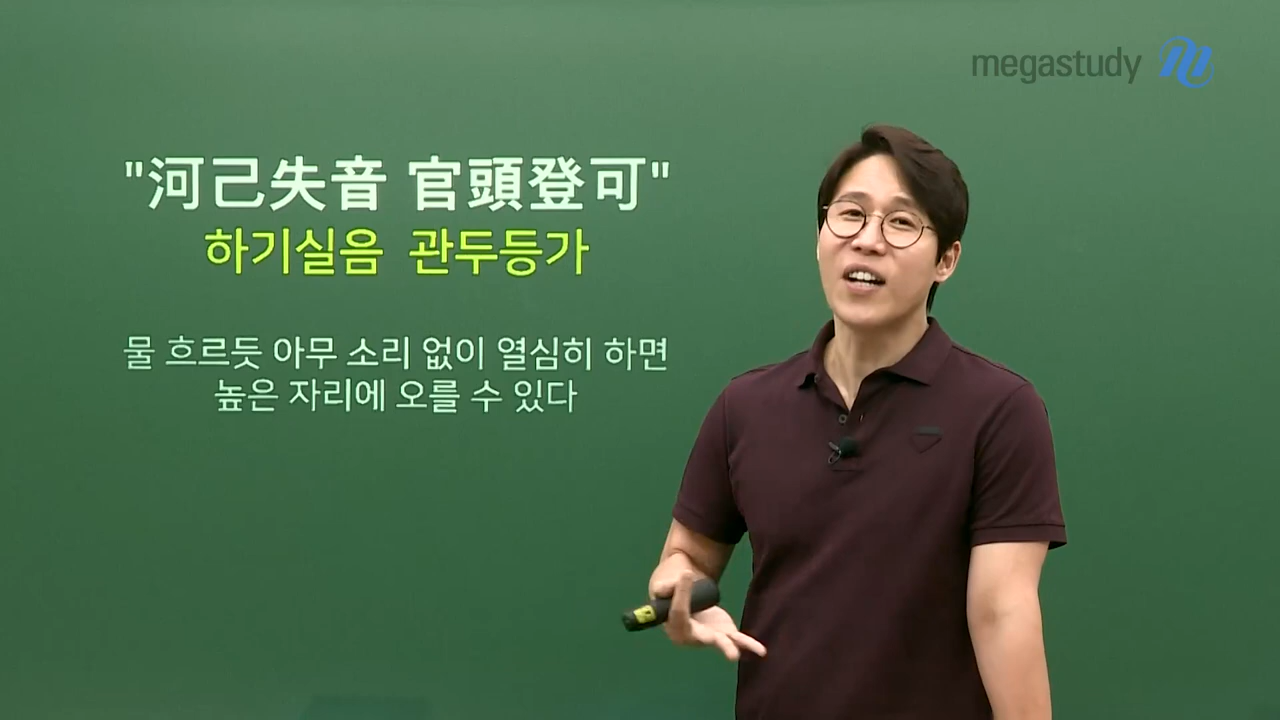 megastudy
"河己失音 官頭登可"
하기실음 관두등가
물 흐르듯 아무 소리 없이 열심히 하면
높은 자리에 오를 수 있다